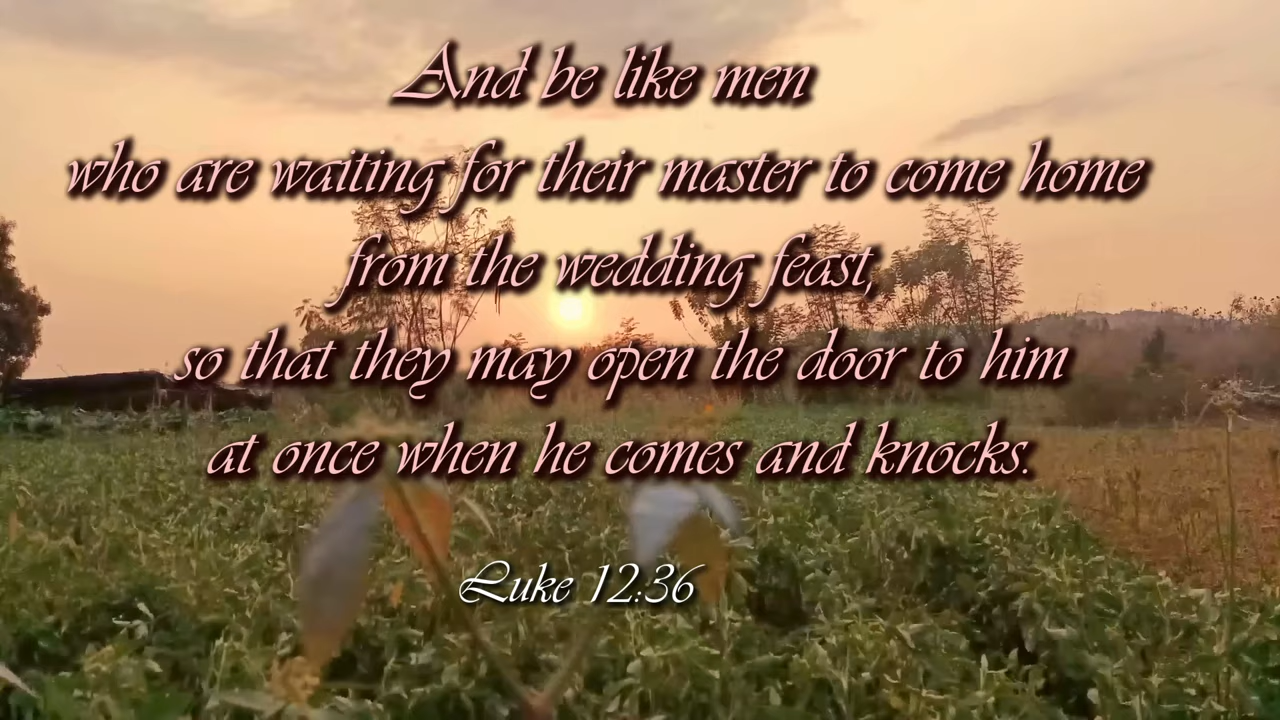 And be like men
who are waiting for their master to come home
from the wedding feast,
so that they may open the door to him
at once when he comes and knocks.
Luke 12:36